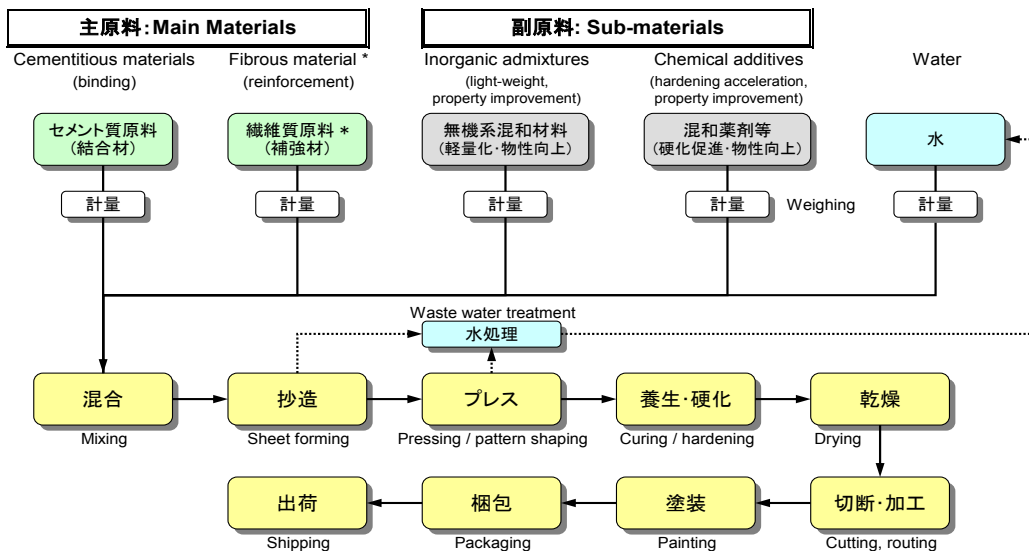 主原料:Main Materials
副原料: Sub-materials
Cementitious materials
(binding)
Fibrous material *
(reinforcement)
Inorganic admixtures
(light-weight,
property improvement)
Chemical additives
(hardening acceleration,
property improvement)
Water
セメント質原料
(結合材)
繊維質原料 *
(補強材)
無機系混和材料
(軽量化・物性向上)
混和薬剤等
(硬化促進・物性向上)
水
計量
計量
計量
計量
Weighing
計量
Waste water treatment
水処理
混合
抄造
プレス
養生・硬化
乾燥
Mixing
Sheet forming
Pressing / pattern shaping
Curing / hardening
Drying
出荷
梱包
塗装
切断・加工
Shipping
Packaging
Painting
Cutting, routing